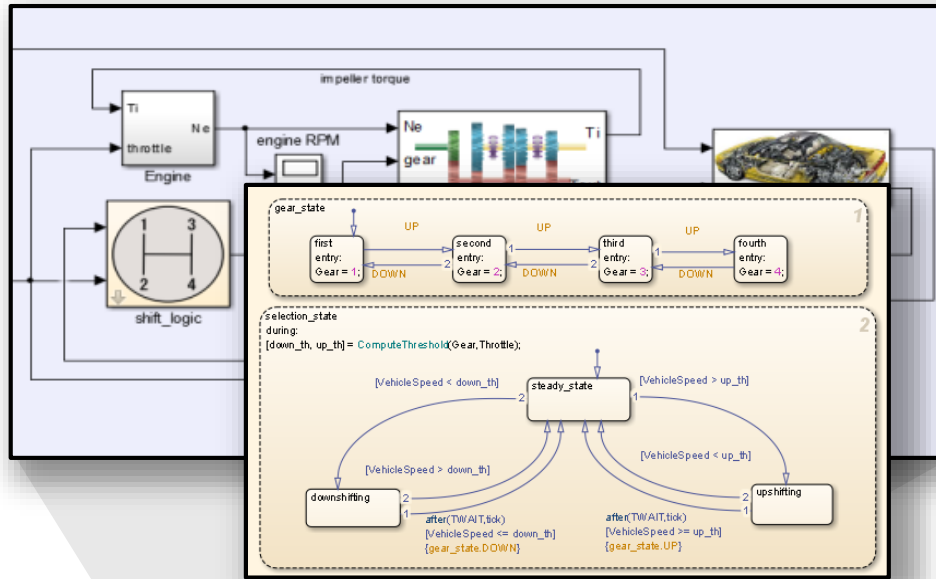 impeller torque
Ti
Ne
throttle
Engine
engine RPM
Ne
gear
Ti
1 3
2 4
shift_logic
gear_state
1
UP
UP
UP
first
entry:
Gear = 1;
second
entry:
Gear = 2;
third
entry:
Gear = 3;
fourth
entry:
Gear = 4;
1
2
1
2
DOWN
DOWN
DOWN
selection_state
2
during:
[down_th, up_th] = ComputeThreshold(Gear,Throttle);
[VehicleSpeed < down_th]
steady_state
[VehicleSpeed > up_th]
2
1
[VehicleSpeed > down_th]
[VehicleSpeed < up_th]
downshifting
2
1
upshifting
2
1
after(TWAIT,tick)
[VehicleSpeed <= down_th]
{gear_state.DOWN}
after(TWAIT,tick)
[VehicleSpeed >= up_th]
{gear_state.UP}